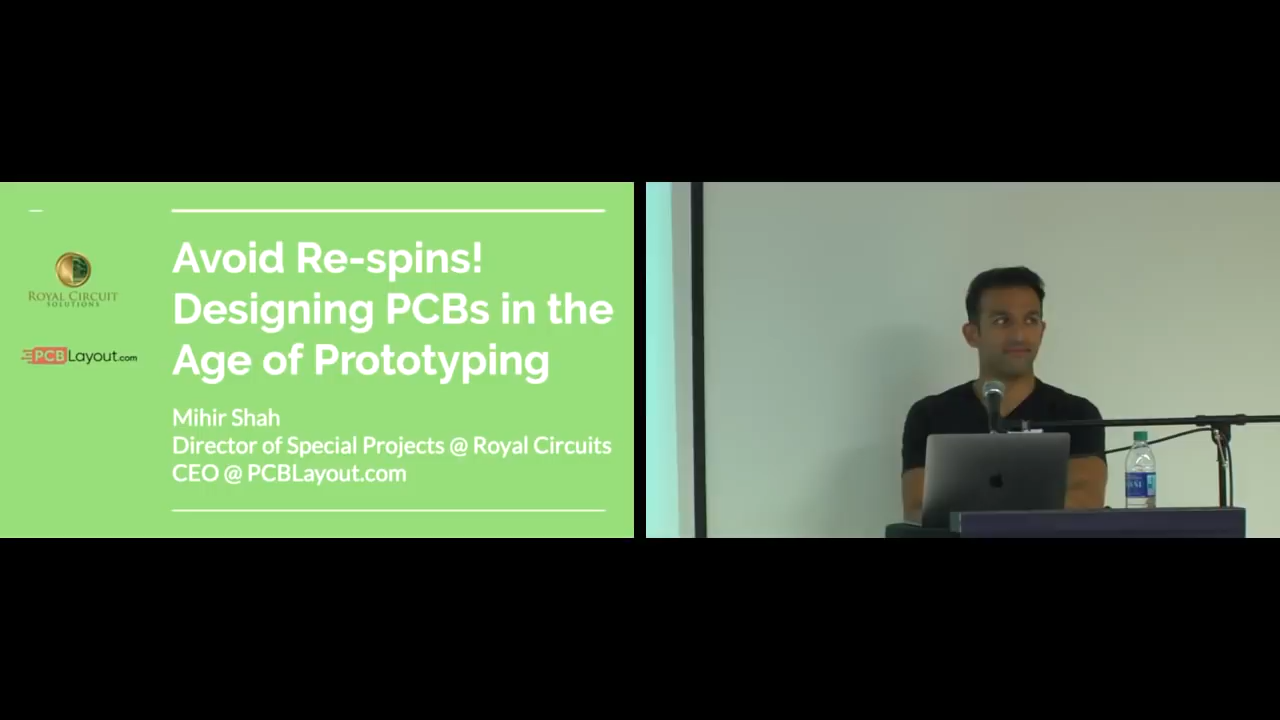 Avoid Re-spins!
Designing PCBs in the
Age of Prototyping
ROYAL CIRCUIT
SOLUTIONS
PCBLayout.com
Mihir Shah
Director of Special Projects @ Royal Circuits
CEO @ PCBLayout.com